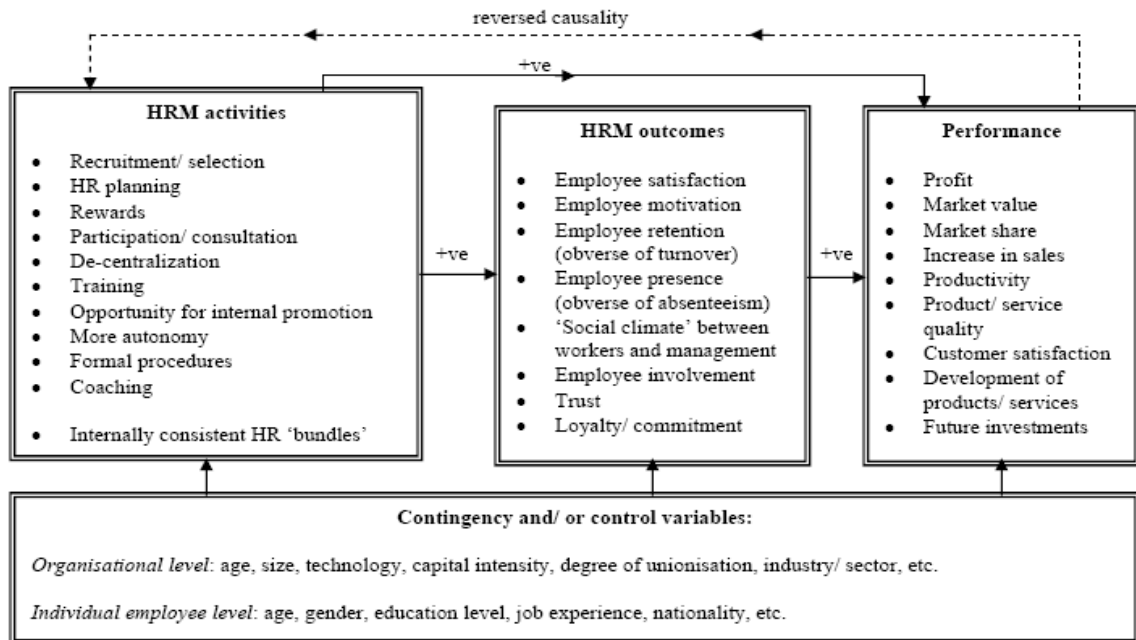 reversed causality
+ve
HRM activities
• Recruitment/ selection
• HR planning
• Rewards
• Participation/ consultation
• De-centralization
• Training
• Opportunity for internal promotion
• More autonomy
• Formal procedures
• Coaching
• Internally consistent HR ‘bundles’
+ve
HRM outcomes
• Employee satisfaction
• Employee motivation
• Employee retention
(obverse of turnover)
• Employee presence
(obverse of absenteeism)
• ‘Social climate’ between
workers and management
• Employee involvement
• Trust
• Loyalty/ commitment
+ve
Performance
• Profit
• Market value
• Market share
• Increase in sales
• Productivity
• Product/ service
quality
• Customer satisfaction
• Development of
products/ services
• Future investments
Contingency and/ or control variables:
Organisational level: age, size, technology, capital intensity, degree of unionisation, industry/ sector, etc.
Individual employee level: age, gender, education level, job experience, nationality, etc.